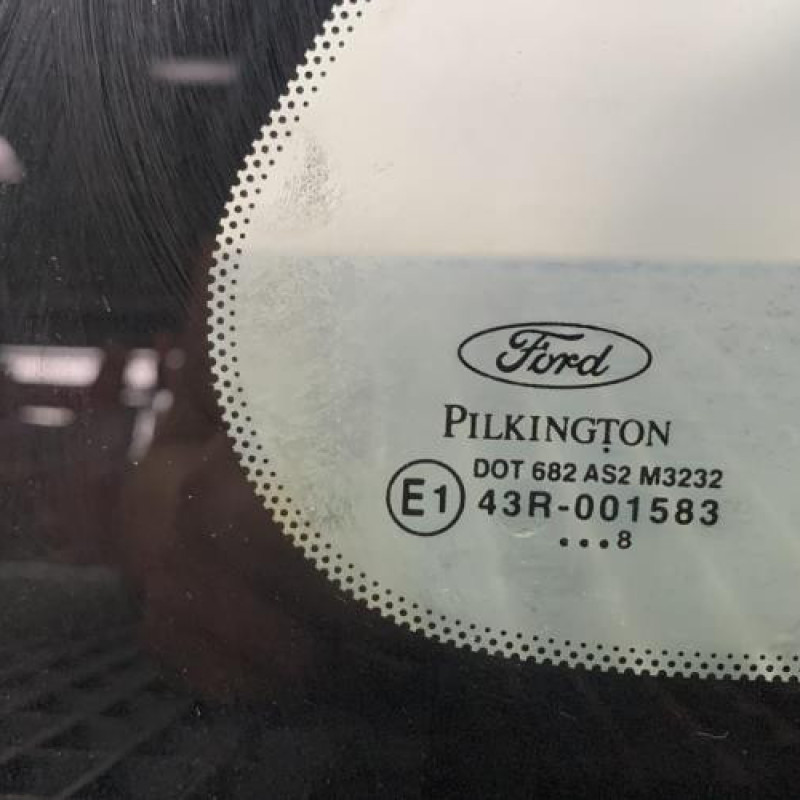 Ford
PILKINGTON
DOT 682 AS2 M3232
E1 43R-001583
...8